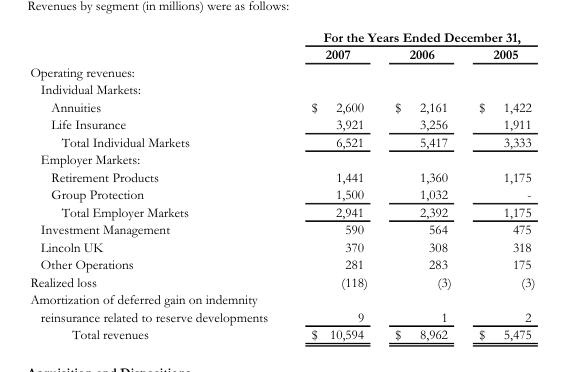 Revenues by segment (in millions) were as follows:
For the Years Ended December 31,
2007 2006 2005
Operating revenues:
Individual Markets:
Annuities $ 2,600 $ 2,161 $ 1,422
Life Insurance 3,921 3,256 1,911
Total Individual Markets 6,521 5,417 3,333
Employer Markets:
Retirement Products 1,441 1,360 1,175
Group Protection 1,500 1,032 -
Total Employer Markets 2,941 2,392 1,175
Investment Management 590 564 475
Lincoln UK 370 308 318
Other Operations 281 283 175
Realized loss (118) (3) (3)
Amortization of deferred gain on indemnity
reinsurance related to reserve developments 9 1 2
Total revenues $ 10,594 $ 8,962 $ 5,475
Acquisition and Dispositions